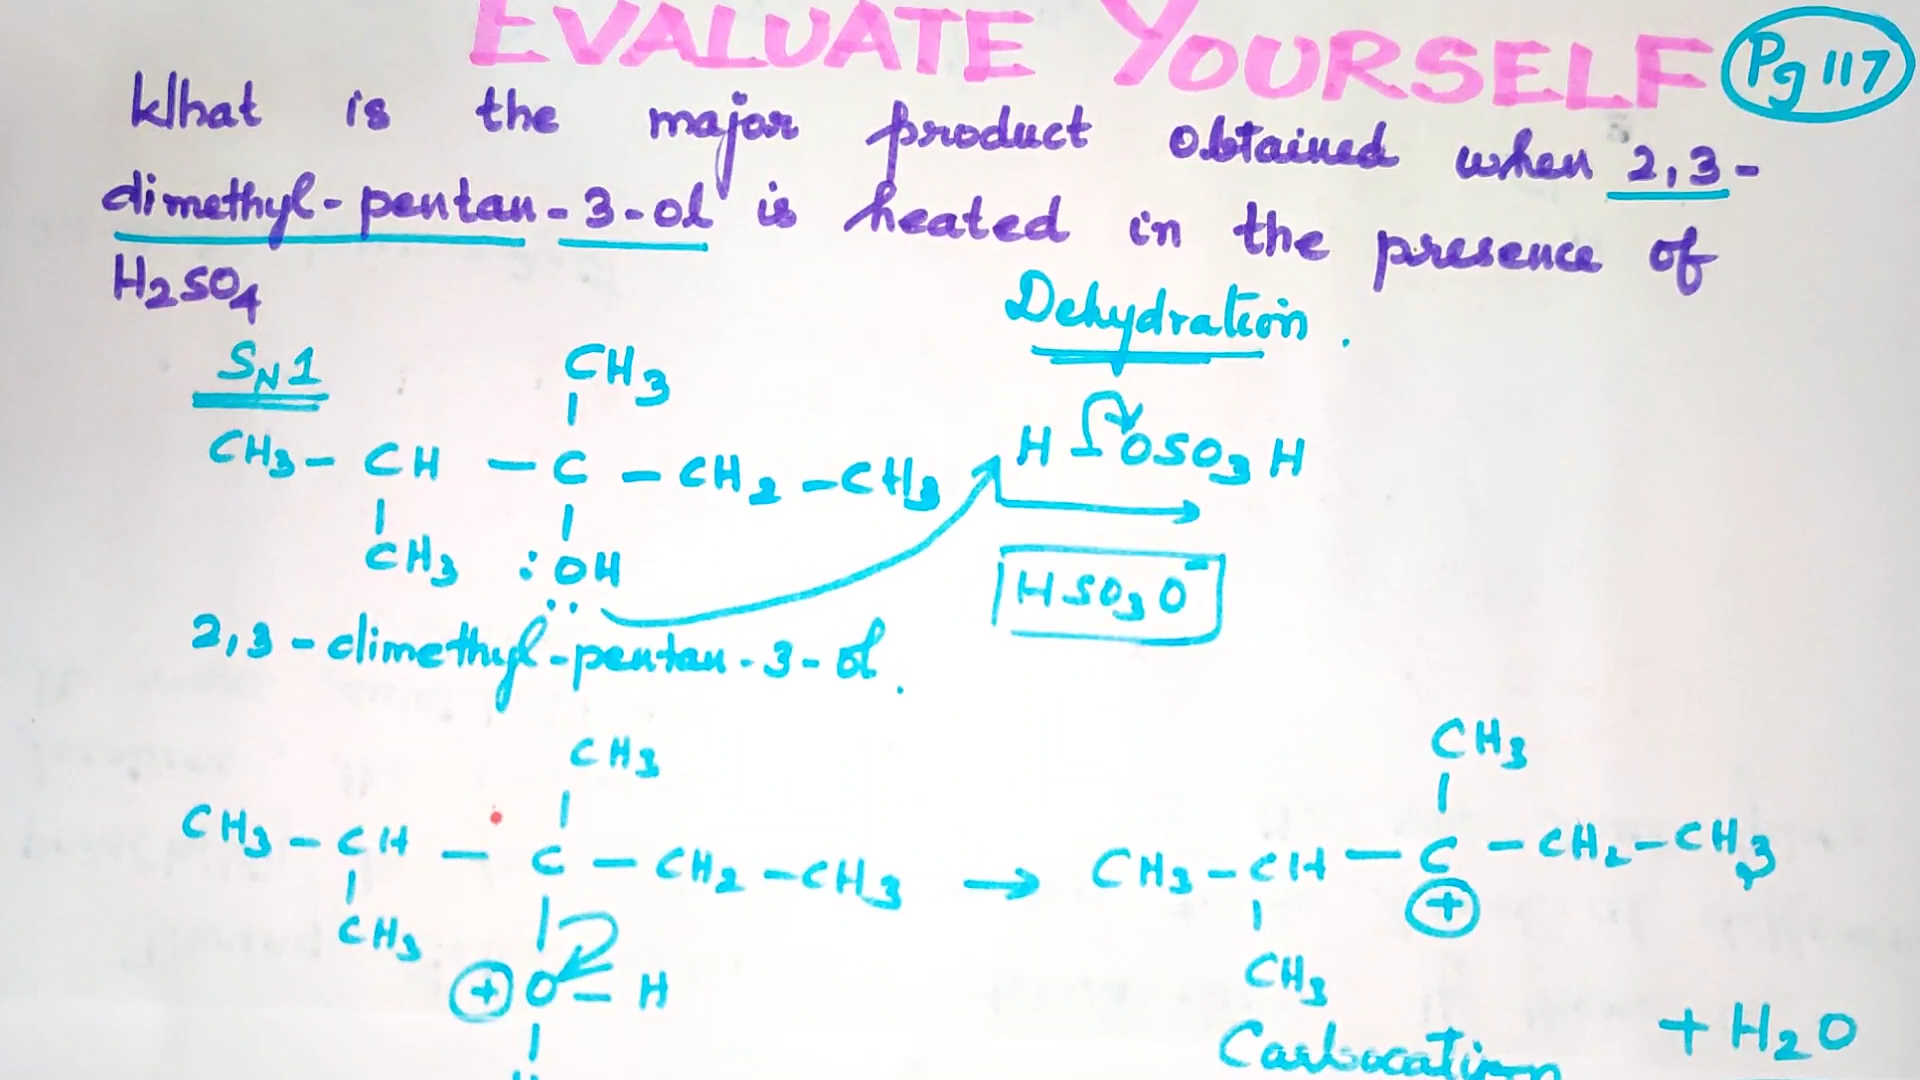 EVALUATE YOURSELF
Pg 117
What is the major product obtained when 2,3-
dimethyl-pentan-3-ol is heated in the presence of
H2SO4
Dehydration.
SN1
CH3
CH3-CH-C-CH2-CH3
H OSO3H
CH3 :OH
HSO3O-
2,3-dimethyl-pentan-3-ol.
CH3
CH3-CH-C-CH2-CH3
CH3
+O-H
CH3
CH3-CH-C-CH2-CH3
+
CH3
Carbocation
+ H2O